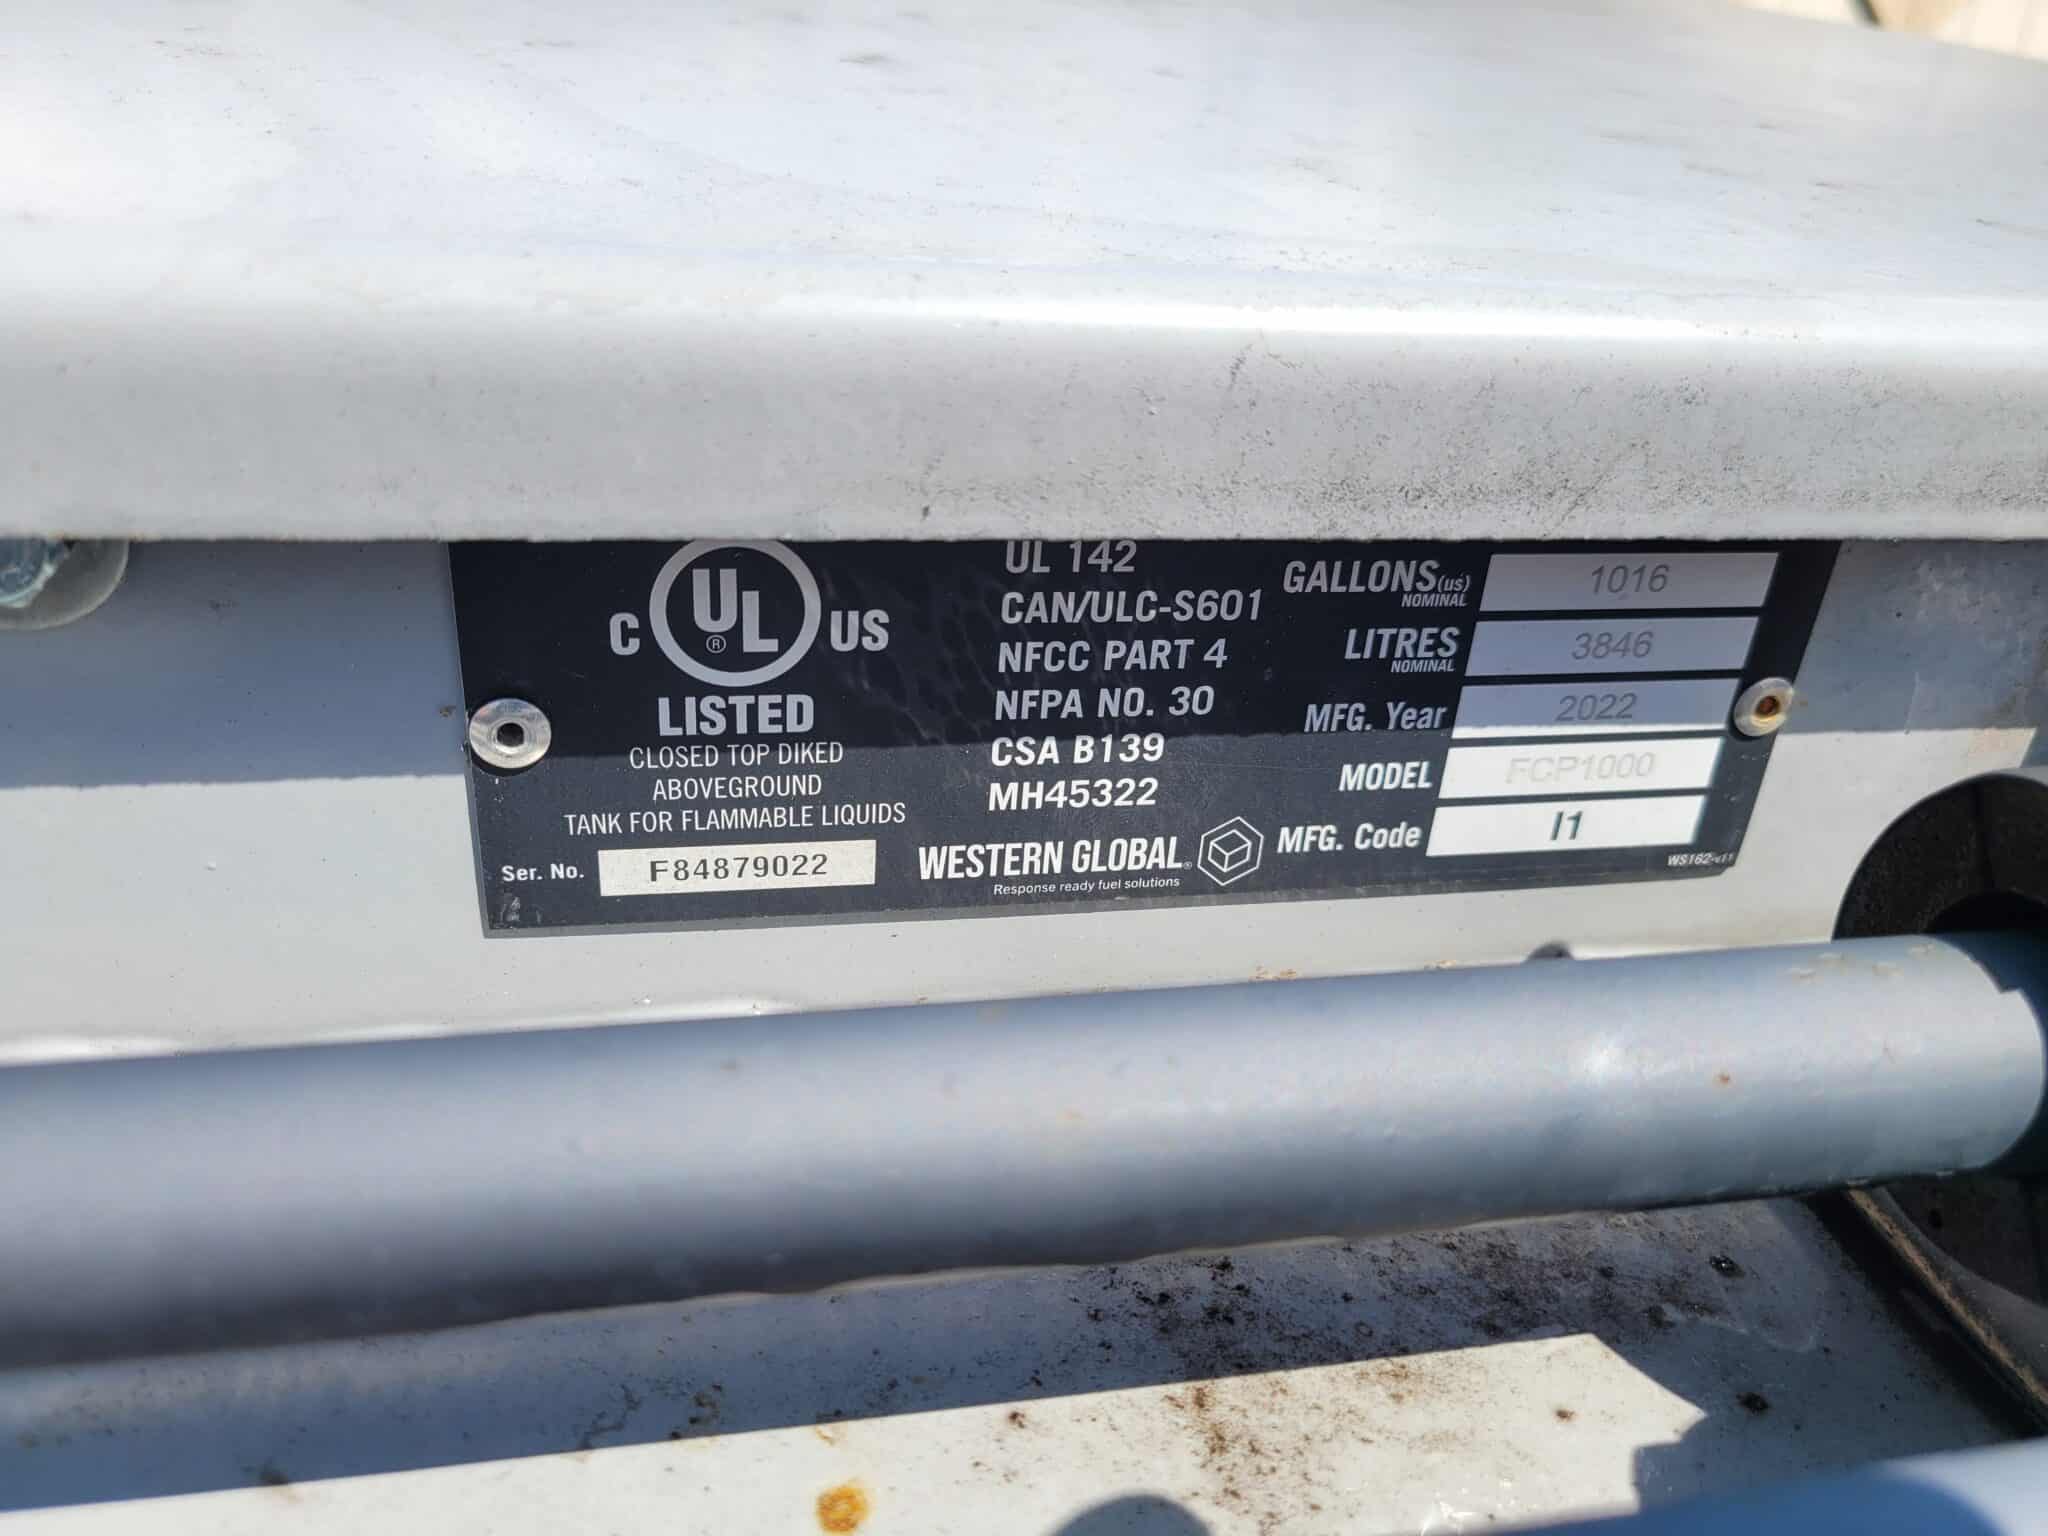 C UL ® US
LISTED
CLOSED TOP DIKED
ABOVEGROUND
TANK FOR FLAMMABLE LIQUIDS
Ser. No. F84879022
UL 142
CAN/ULC-S601
NFCC PART 4
NFPA NO. 30
CSA B139
MH45322
WESTERN GLOBAL®
Response ready fuel solutions
GALLONS(us) NOMINAL 1016
LITRES NOMINAL 3846
MFG. Year 2022
MODEL FCP1000
MFG. Code I1